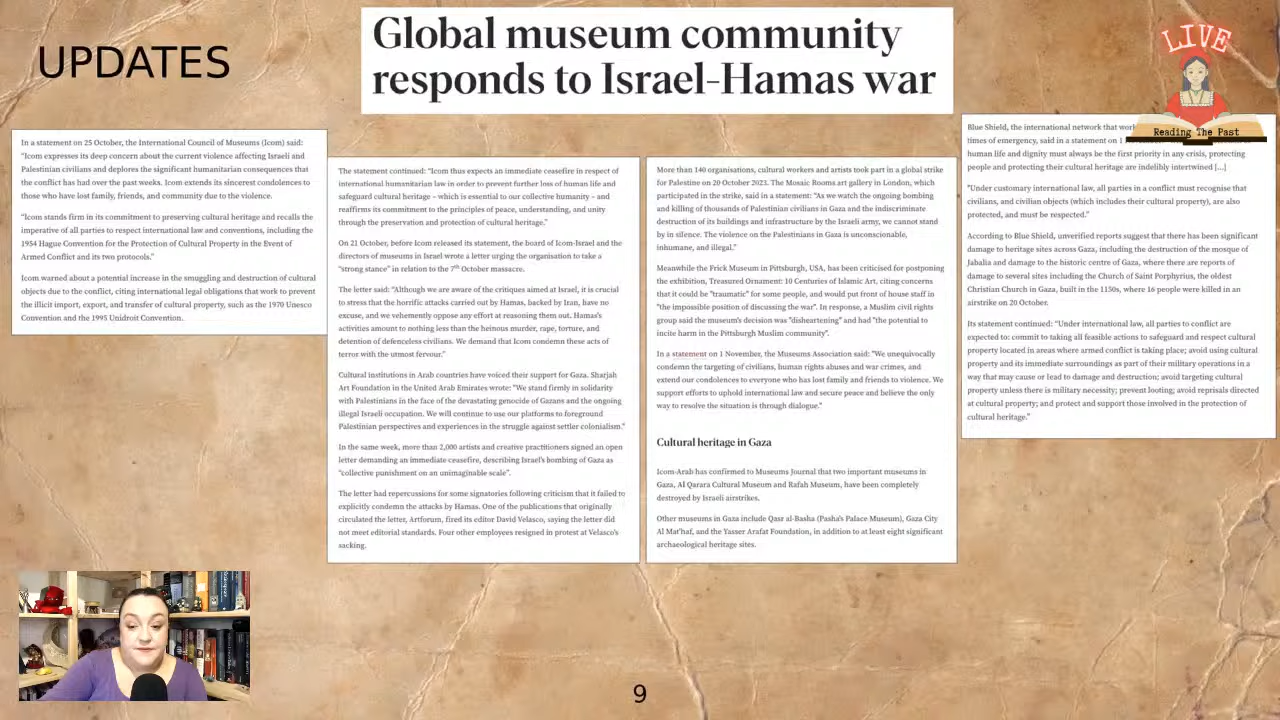 UPDATES
Global museum community
responds to Israel-Hamas war
LIVE
Reading The Past
In a statement on 25 October, the International Council of Museums (Icom) said:
“Icom expresses its deep concern about the current violence affecting Israeli and
Palestinian civilians and deplores the significant humanitarian consequences that
the conflict has had over the past weeks. Icom extends its sincerest condolences to
those who have lost family, friends, and community due to the violence.
“Icom stands firm in its commitment to preserving cultural heritage and recalls the
imperative of all parties to respect international law and conventions, including the
1954 Hague Convention for the Protection of Cultural Property in the Event of
Armed Conflict and its two protocols.”
Icom warned about a potential increase in the smuggling and destruction of cultural
objects due to the conflict, citing international legal obligations that work to prevent
the illicit import, export, and transfer of cultural property, such as the 1970 Unesco
Convention and the 1995 Unidroit Convention.
The statement continued: “Icom thus expects an immediate ceasefire in respect of
international humanitarian law in order to prevent further loss of human life and
safeguard cultural heritage – which is essential to our collective humanity – and
reaffirms its commitment to the principles of peace, understanding, and unity
through the preservation and protection of cultural heritage.”
On 21 October, before Icom released its statement, the board of Icom-Israel and the
directors of museums in Israel wrote a letter urging the organisation to take a
“strong stance” in relation to the 7th October massacre.
The letter said: “Although we are aware of the critiques aimed at Israel, it is crucial
to stress that the horrific attacks carried out by Hamas, backed by Iran, have no
excuse, and we vehemently oppose any effort at reasoning them out. Hamas’s
activities amount to nothing less than the heinous murder, rape, torture, and
detention of defenceless civilians. We demand that Icom condemn these acts of
terror with the utmost fervour.”
Cultural institutions in Arab countries have voiced their support for Gaza. Sharjah
Art Foundation in the United Arab Emirates wrote: “We stand firmly in solidarity
with Palestinians in the face of the devastating genocide of Gazans and the ongoing
illegal Israeli occupation. We will continue to use our platforms to foreground
Palestinian perspectives and experiences in the struggle against settler colonialism.”
In the same week, more than 2,000 artists and creative practitioners signed an open
letter demanding an immediate ceasefire, describing Israel’s bombing of Gaza as
“collective punishment on an unimaginable scale”.
The letter had repercussions for some signatories following criticism that it failed to
explicitly condemn the attacks by Hamas. One of the publications that originally
circulated the letter, Artforum, fired its editor David Velasco, saying the letter did
not meet editorial standards. Four other employees resigned in protest at Velasco’s
sacking.
More than 140 organisations, cultural workers and artists took part in a global strike
for Palestine on 20 October 2023. The Mosaic Rooms art gallery in London, which
participated in the strike, said in a statement: “As we watch the ongoing bombing
and killing of thousands of Palestinian civilians in Gaza and the indiscriminate
destruction of its buildings and infrastructure by the Israeli army, we cannot stand
by in silence. The violence on the Palestinians in Gaza is unconscionable,
inhumane, and illegal.”
Meanwhile the Frick Museum in Pittsburgh, USA, has been criticised for postponing
the exhibition, Treasured Ornament: 10 Centuries of Islamic Art, citing concerns
that it could be "traumatic" for some people, and would put front of house staff in
"the impossible position of discussing the war". In response, a Muslim civil rights
group said the museum's decision was "disheartening" and had "the potential to
incite harm in the Pittsburgh Muslim community".
In a statement on 1 November, the Museums Association said: "We unequivocally
condemn the targeting of civilians, human rights abuses and war crimes, and
extend our condolences to everyone who has lost family and friends to violence. We
support efforts to uphold international law and secure peace and believe the only
way to resolve the situation is through dialogue."
Cultural heritage in Gaza
Icom-Arab has confirmed to Museums Journal that two important museums in
Gaza, Al Qarara Cultural Museum and Rafah Museum, have been completely
destroyed by Israeli airstrikes.
Other museums in Gaza include Qasr al-Basha (Pasha's Palace Museum), Gaza City
Al Mat'haf, and the Yasser Arafat Foundation, in addition to at least eight significant
archaeological heritage sites.
Blue Shield, the international network that
times of emergency, said in a statement on
human life and dignity must always be the first priority in any crisis, protecting
people and protecting their cultural heritage are indelibly intertwined [...]
"Under customary international law, all parties in a conflict must recognise that
civilians, and civilian objects (which includes their cultural property), are also
protected, and must be respected."
According to Blue Shield, unverified reports suggest that there has been significant
damage to heritage sites across Gaza, including the destruction of the mosque of
Jabalia and damage to the historic centre of Gaza, where there are reports of
damage to several sites including the Church of Saint Porphyrius, the oldest
Christian Church in Gaza, built in the 1150s, where 16 people were killed in an
airstrike on 20 October.
Its statement continued: “Under international law, all parties to conflict are
expected to: commit to taking all feasible actions to safeguard and respect cultural
property located in areas where armed conflict is taking place; avoid using cultural
property and its immediate surroundings as part of their military operations in a
way that may cause or lead to damage and destruction; avoid targeting cultural
property unless there is military necessity; prevent looting; avoid reprisals directed
at cultural property; and protect and support those involved in the protection of
cultural heritage.”
9